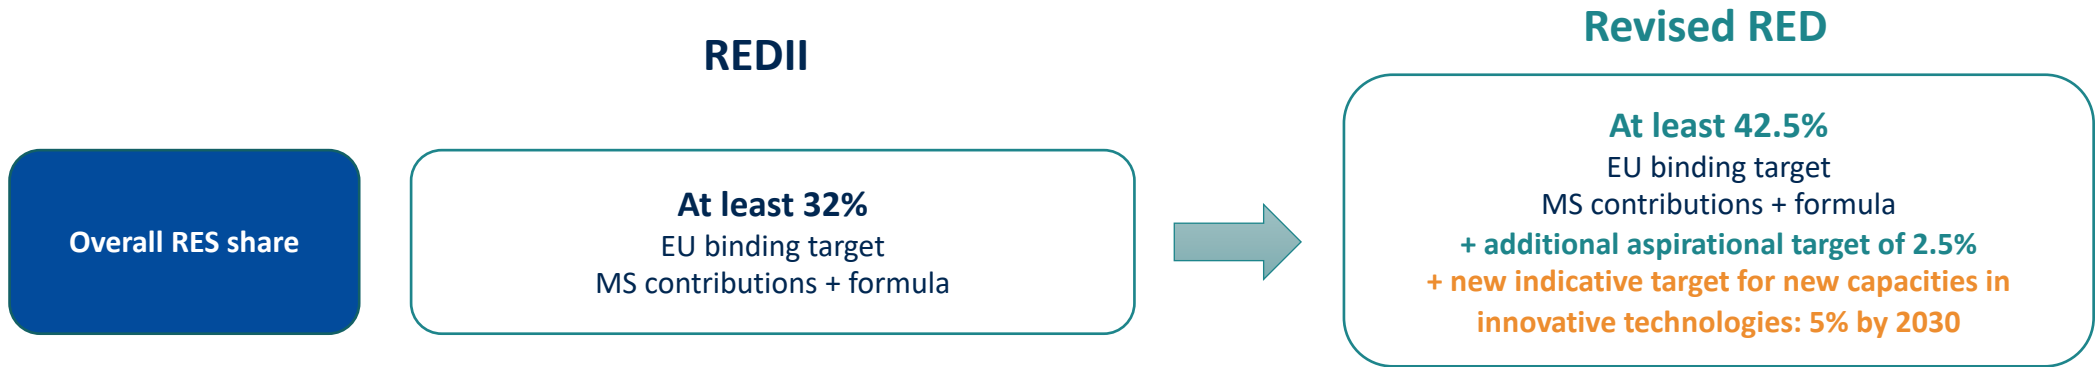 REDII
Revised RED
Overall RES share
At least 32%
EU binding target
MS contributions + formula
At least 42.5%
EU binding target
MS contributions + formula
+ additional aspirational target of 2.5%
+ new indicative target for new capacities in
innovative technologies: 5% by 2030